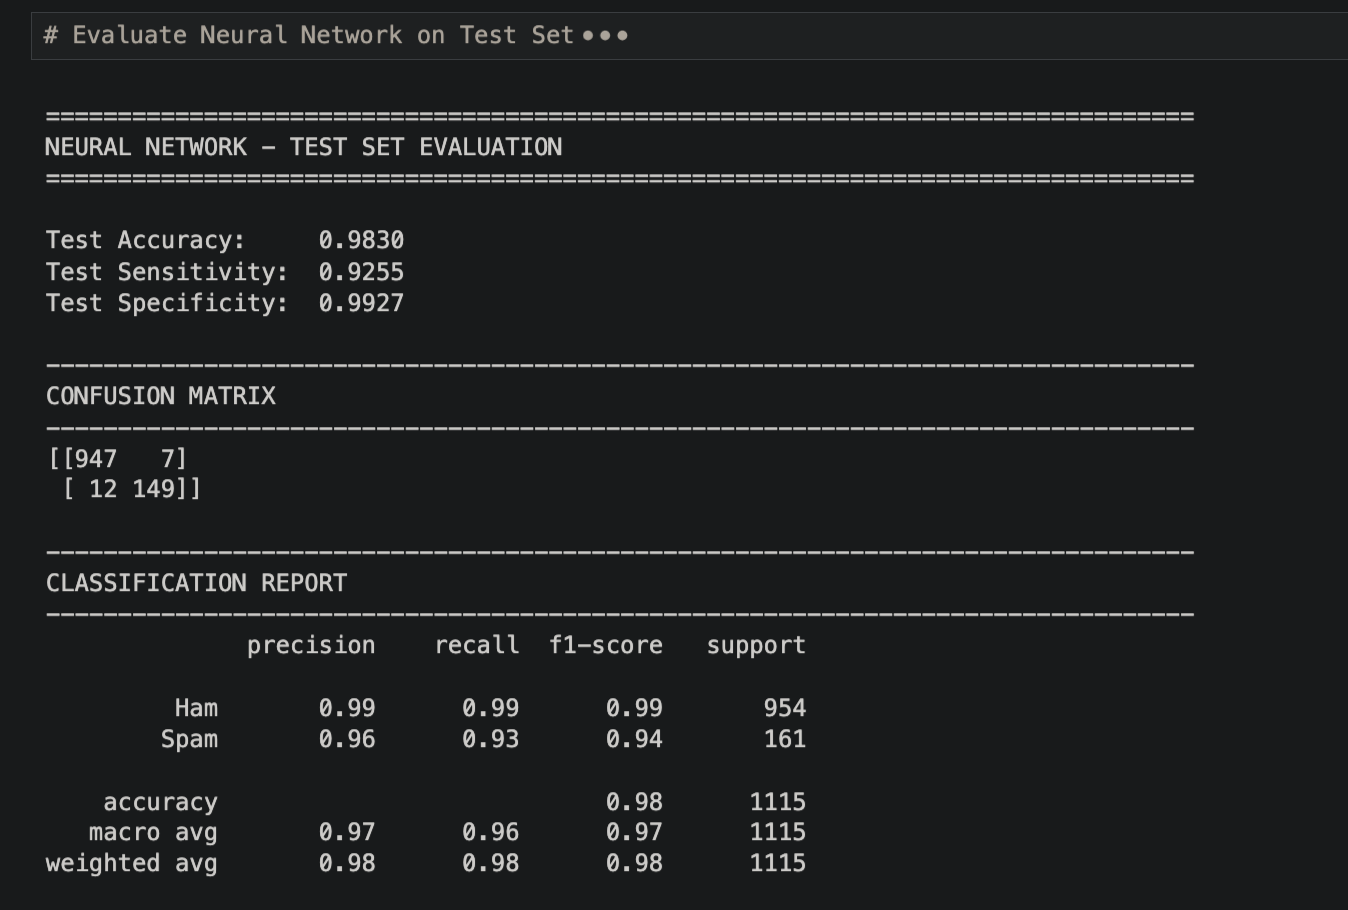 # Evaluate Neural Network on Test Set •••
================================================================================
NEURAL NETWORK - TEST SET EVALUATION
================================================================================
Test Accuracy:     0.9830
Test Sensitivity:  0.9255
Test Specificity:  0.9927
--------------------------------------------------------------------------------
CONFUSION MATRIX
--------------------------------------------------------------------------------
[[947   7]
 [ 12 149]]
--------------------------------------------------------------------------------
CLASSIFICATION REPORT
--------------------------------------------------------------------------------
              precision    recall  f1-score   support
         Ham       0.99      0.99      0.99       954
        Spam       0.96      0.93      0.94       161
    accuracy                           0.98      1115
   macro avg       0.97      0.96      0.97      1115
weighted avg       0.98      0.98      0.98      1115